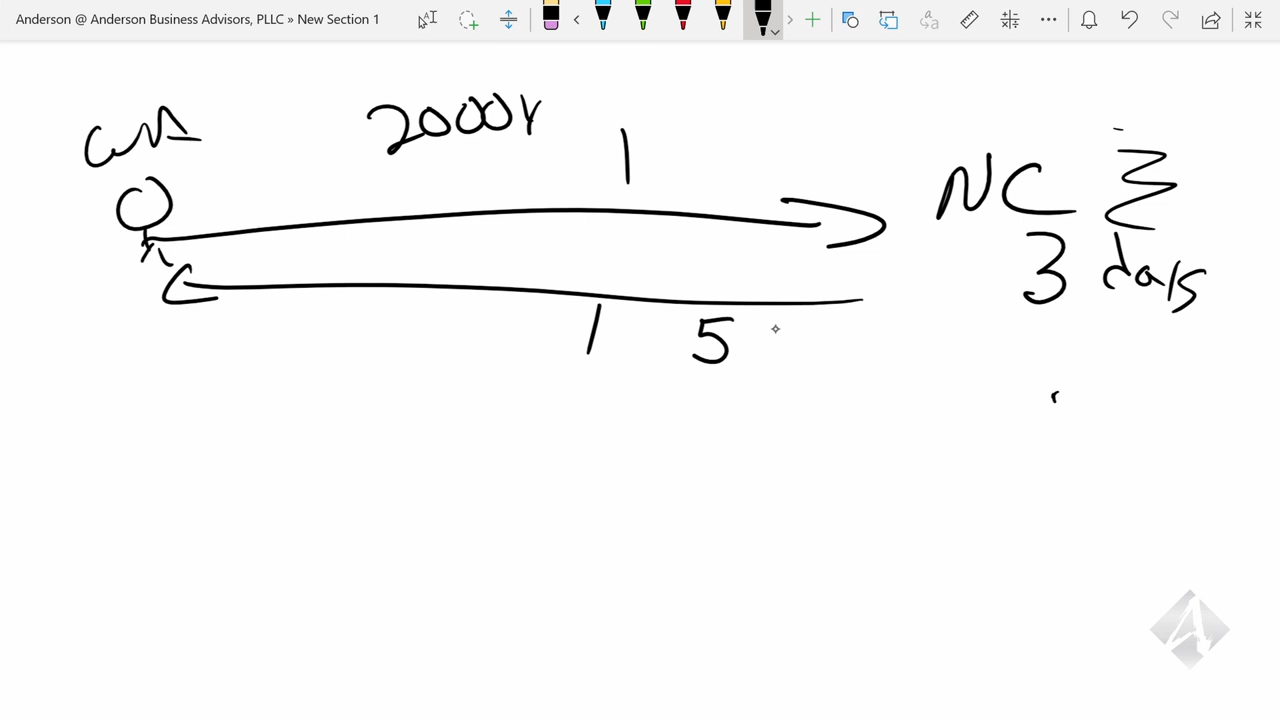 Anderson @ Anderson Business Advisors, PLLC » New Section 1
2000
1
NC
3 days
1 5